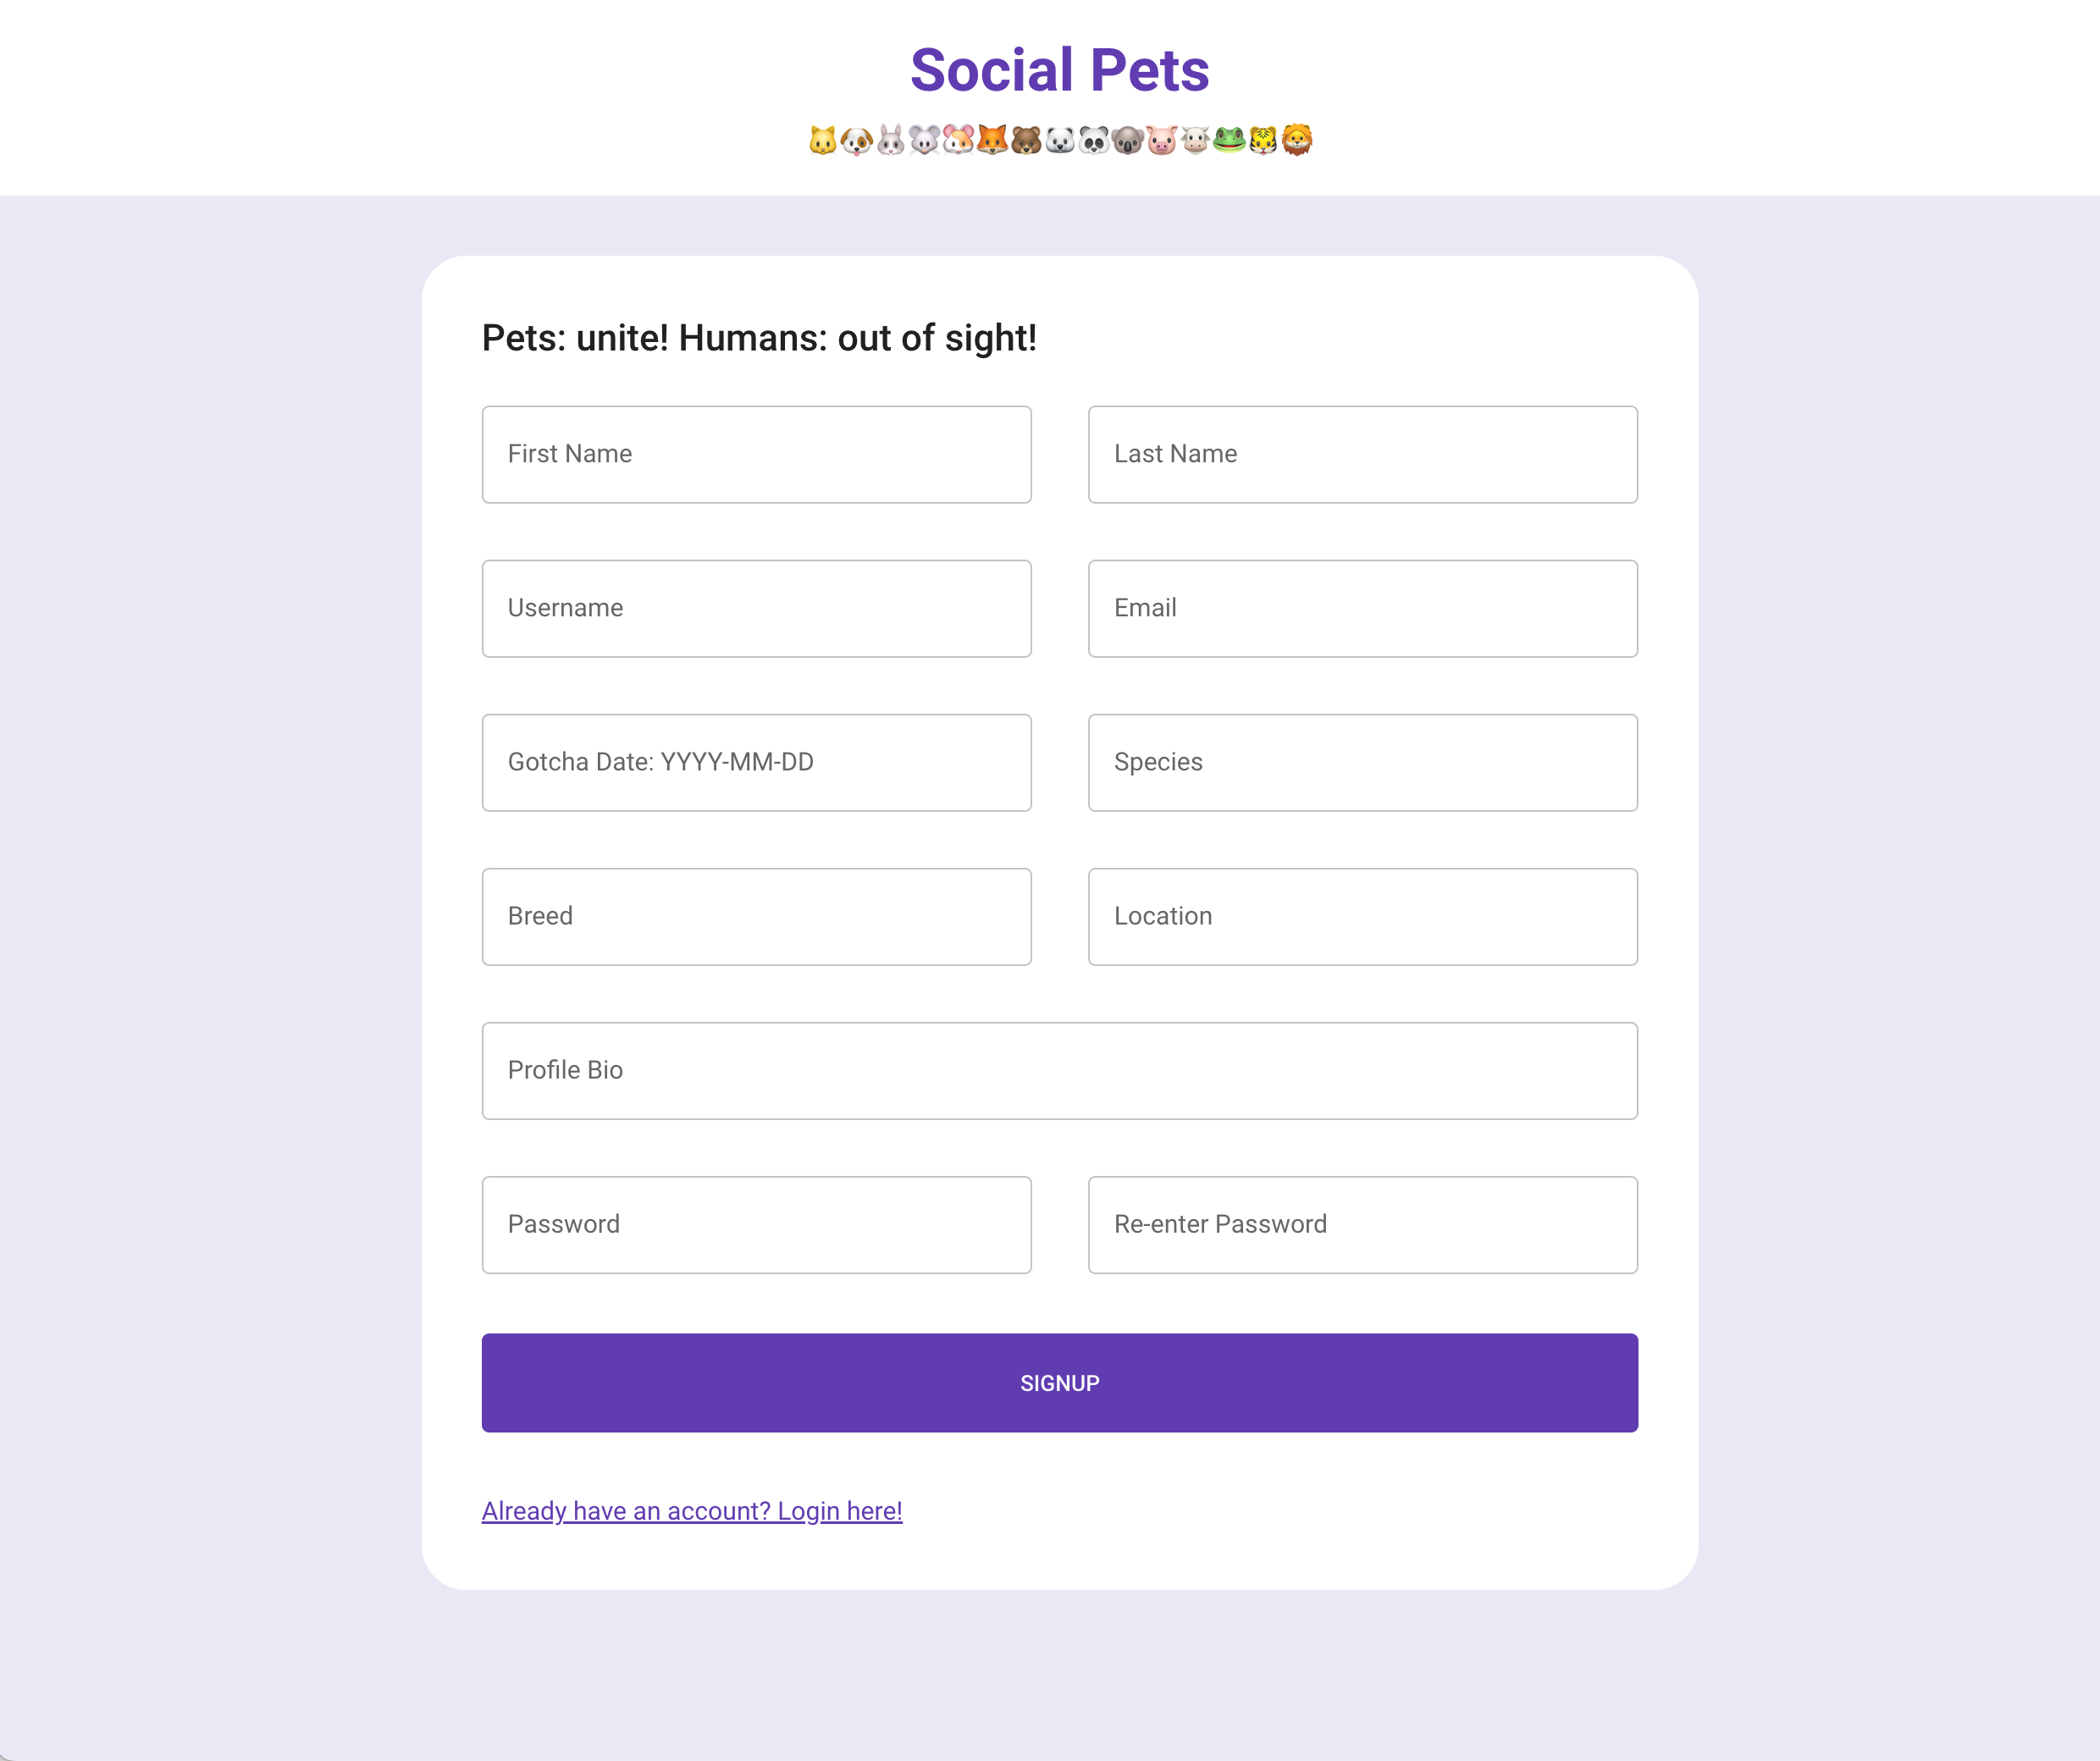 Social Pets
🐱🐶🐰🐭🐹🦊🐻🐻‍❄️🐼🐨🐷🐮🐸🐯🦁
Pets: unite! Humans: out of sight!
First Name
Last Name
Username
Email
Gotcha Date: YYYY-MM-DD
Species
Breed
Location
Profile Bio
Password
Re-enter Password
SIGNUP
Already have an account? Login here!